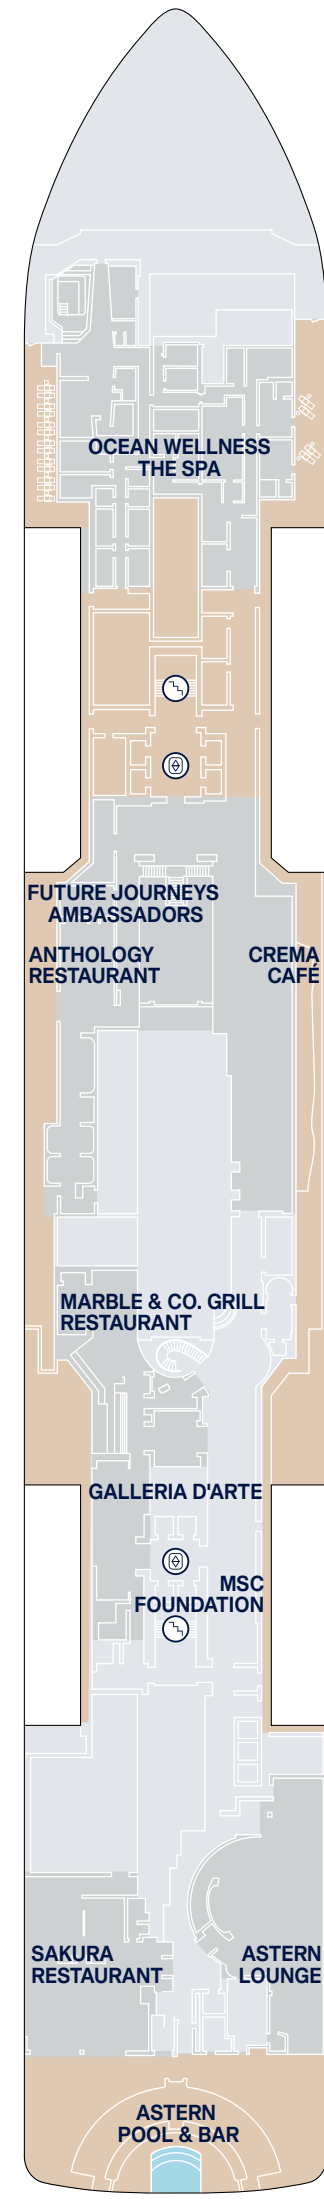 OCEAN WELLNESS
THE SPA
FUTURE JOURNEYS
AMBASSADORS
ANTHOLOGY
RESTAURANT
CREMA
CAFÉ
MARBLE & CO. GRILL
RESTAURANT
GALLERIA D'ARTE
MSC
FOUNDATION
SAKURA
RESTAURANT
ASTERN
LOUNGE
ASTERN
POOL & BAR